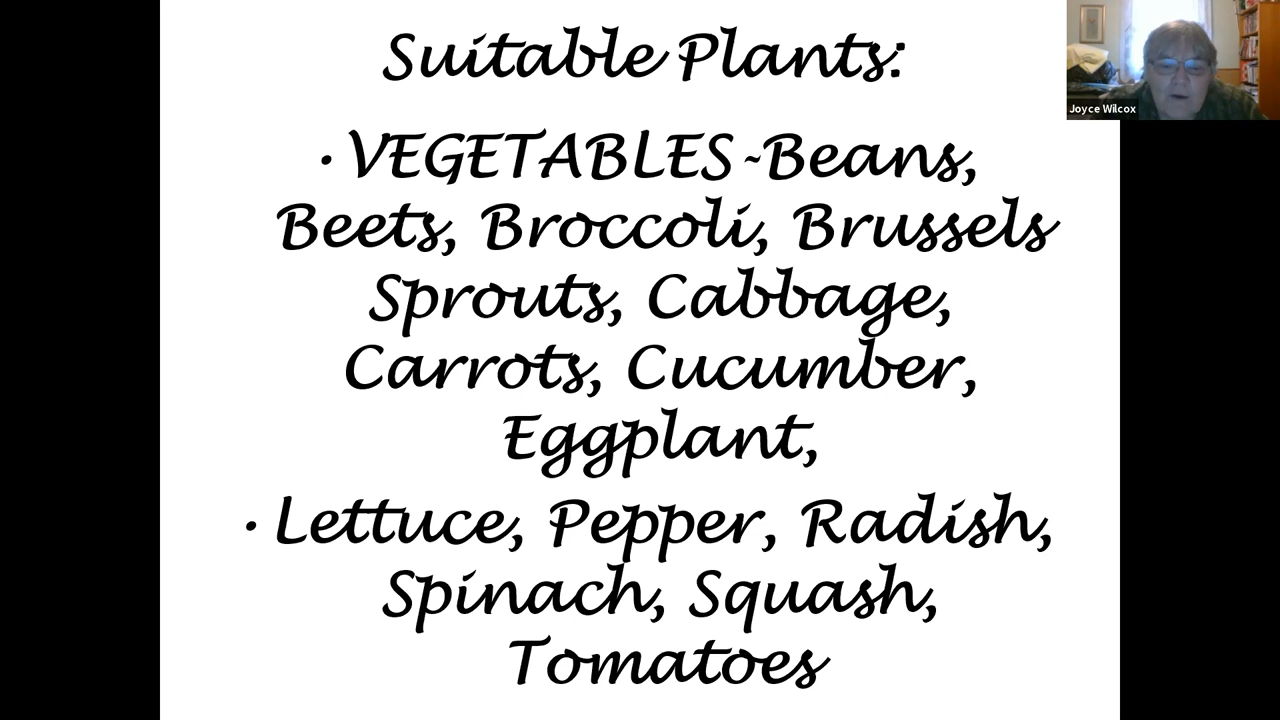 Suitable Plants:
• VEGETABLES -Beans,
Beets, Broccoli, Brussels
Sprouts, Cabbage,
Carrots, Cucumber,
Eggplant,
• Lettuce, Pepper, Radish,
Spinach, Squash,
Tomatoes
Joyce Wilcox